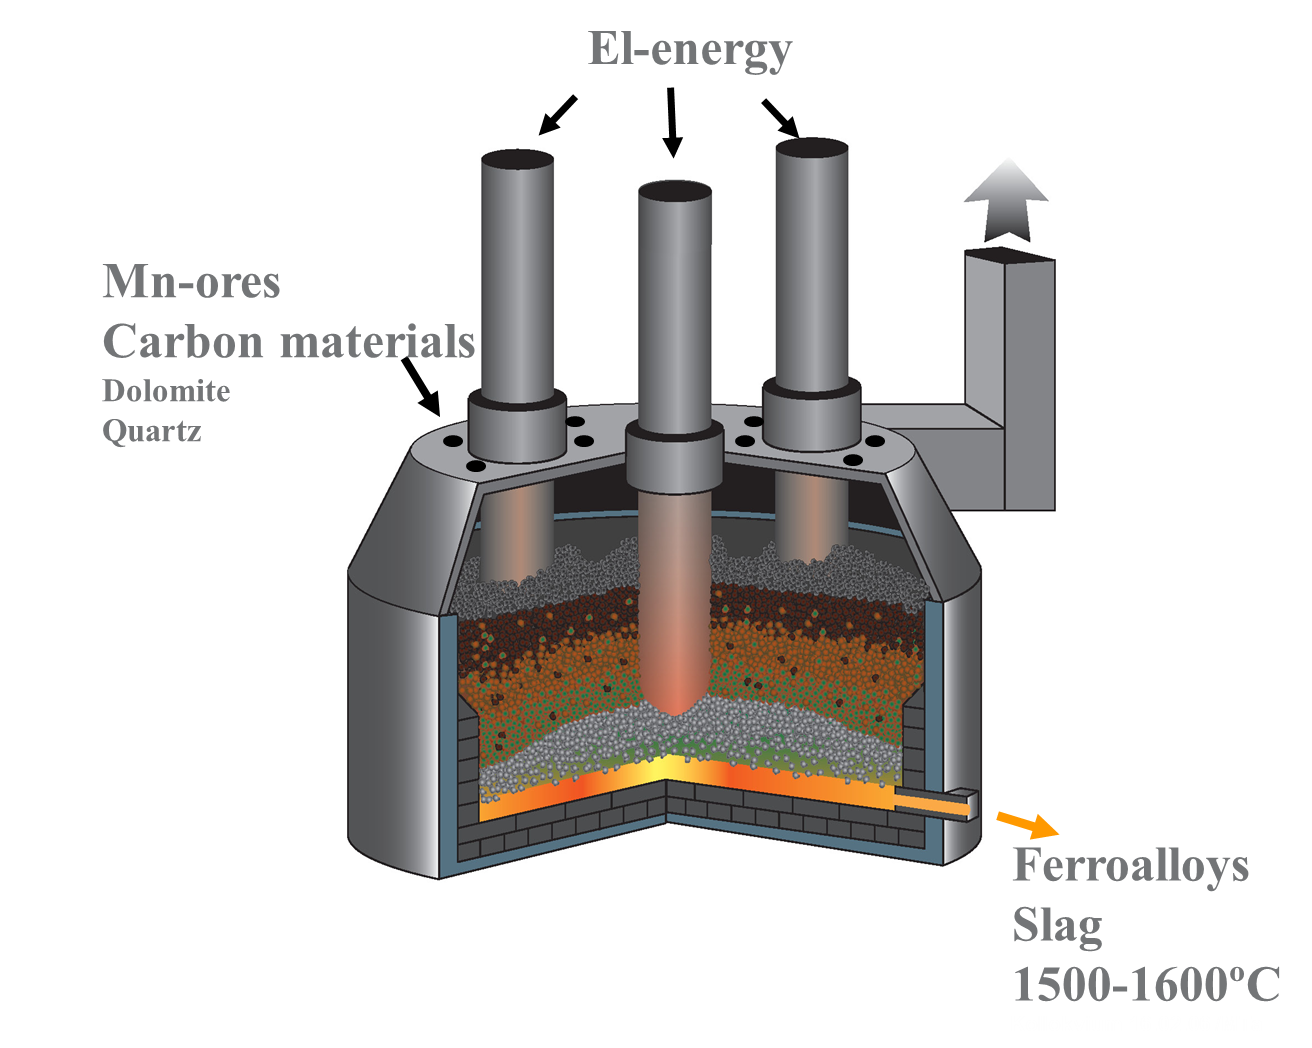 El-energy
Mn-ores
Carbon materials
Dolomite
Quartz
Ferroalloys
Slag
1500-1600ºC